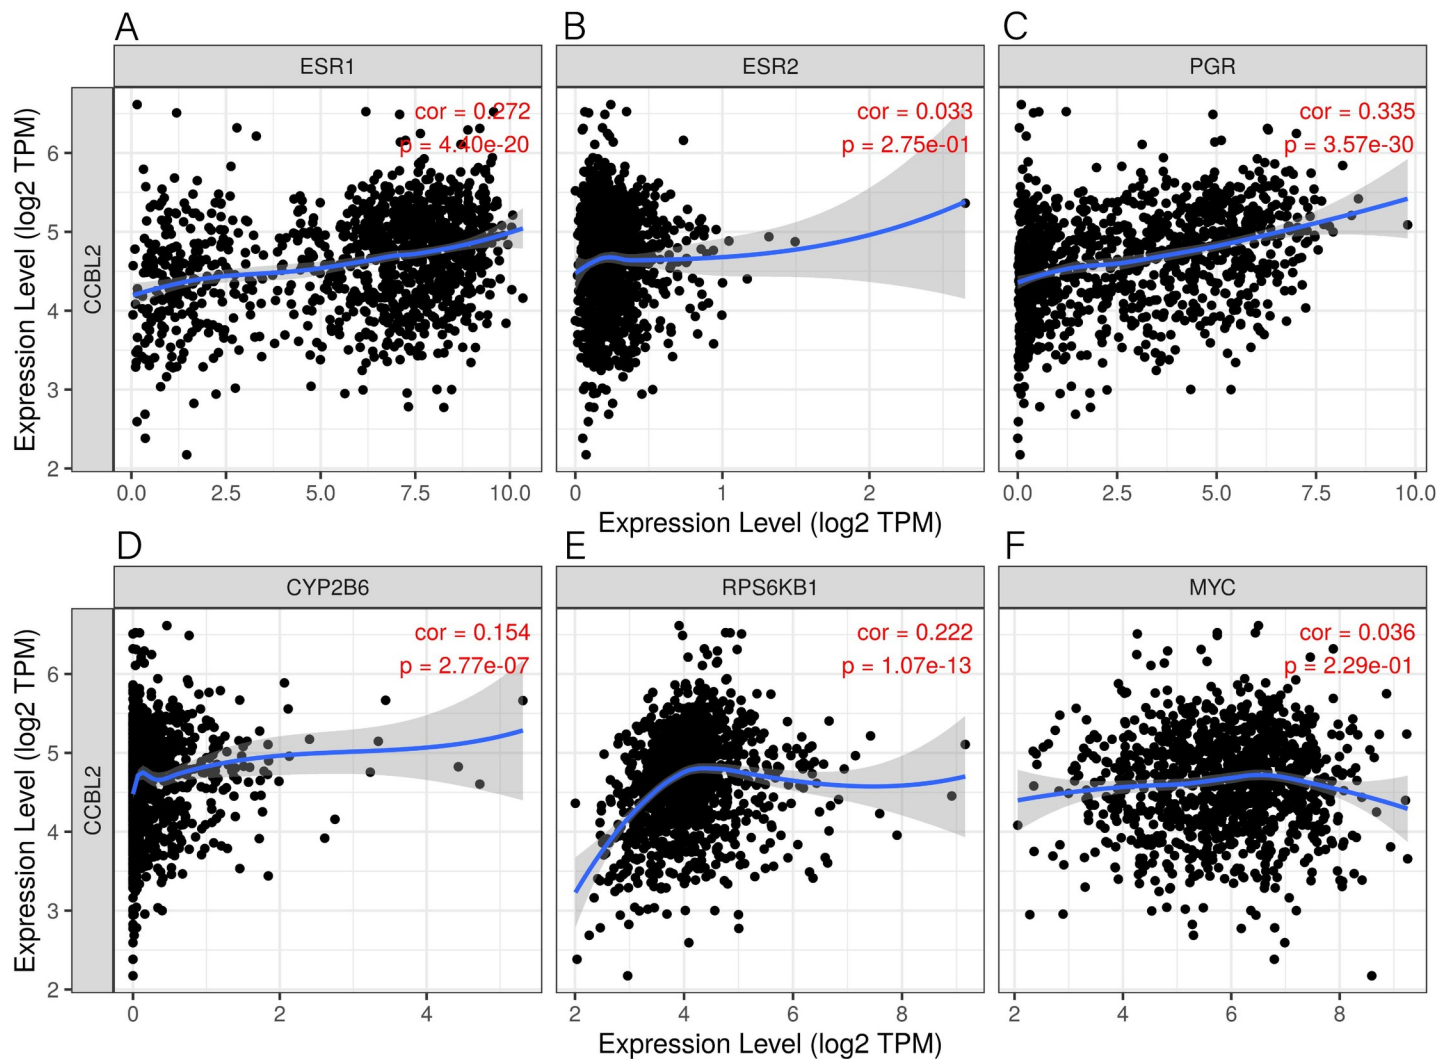 A
B
C
ESR1
ESR2
PGR
cor = 0.272
p = 4.40e-20
cor = 0.033
p = 2.75e-01
cor = 0.335
p = 3.57e-30
Expression Level (log2 TPM)
CCBL2
6
5
4
3
2
0.0 2.5 5.0 7.5 10.0
0 1 2
0.0 2.5 5.0 7.5 10.0
Expression Level (log2 TPM)
D
E
F
CYP2B6
RPS6KB1
MYC
cor = 0.154
p = 2.77e-07
cor = 0.222
p = 1.07e-13
cor = 0.036
p = 2.29e-01
Expression Level (log2 TPM)
CCBL2
6
5
4
3
2
0 2 4
2 4 6 8
2 4 6 8
Expression Level (log2 TPM)